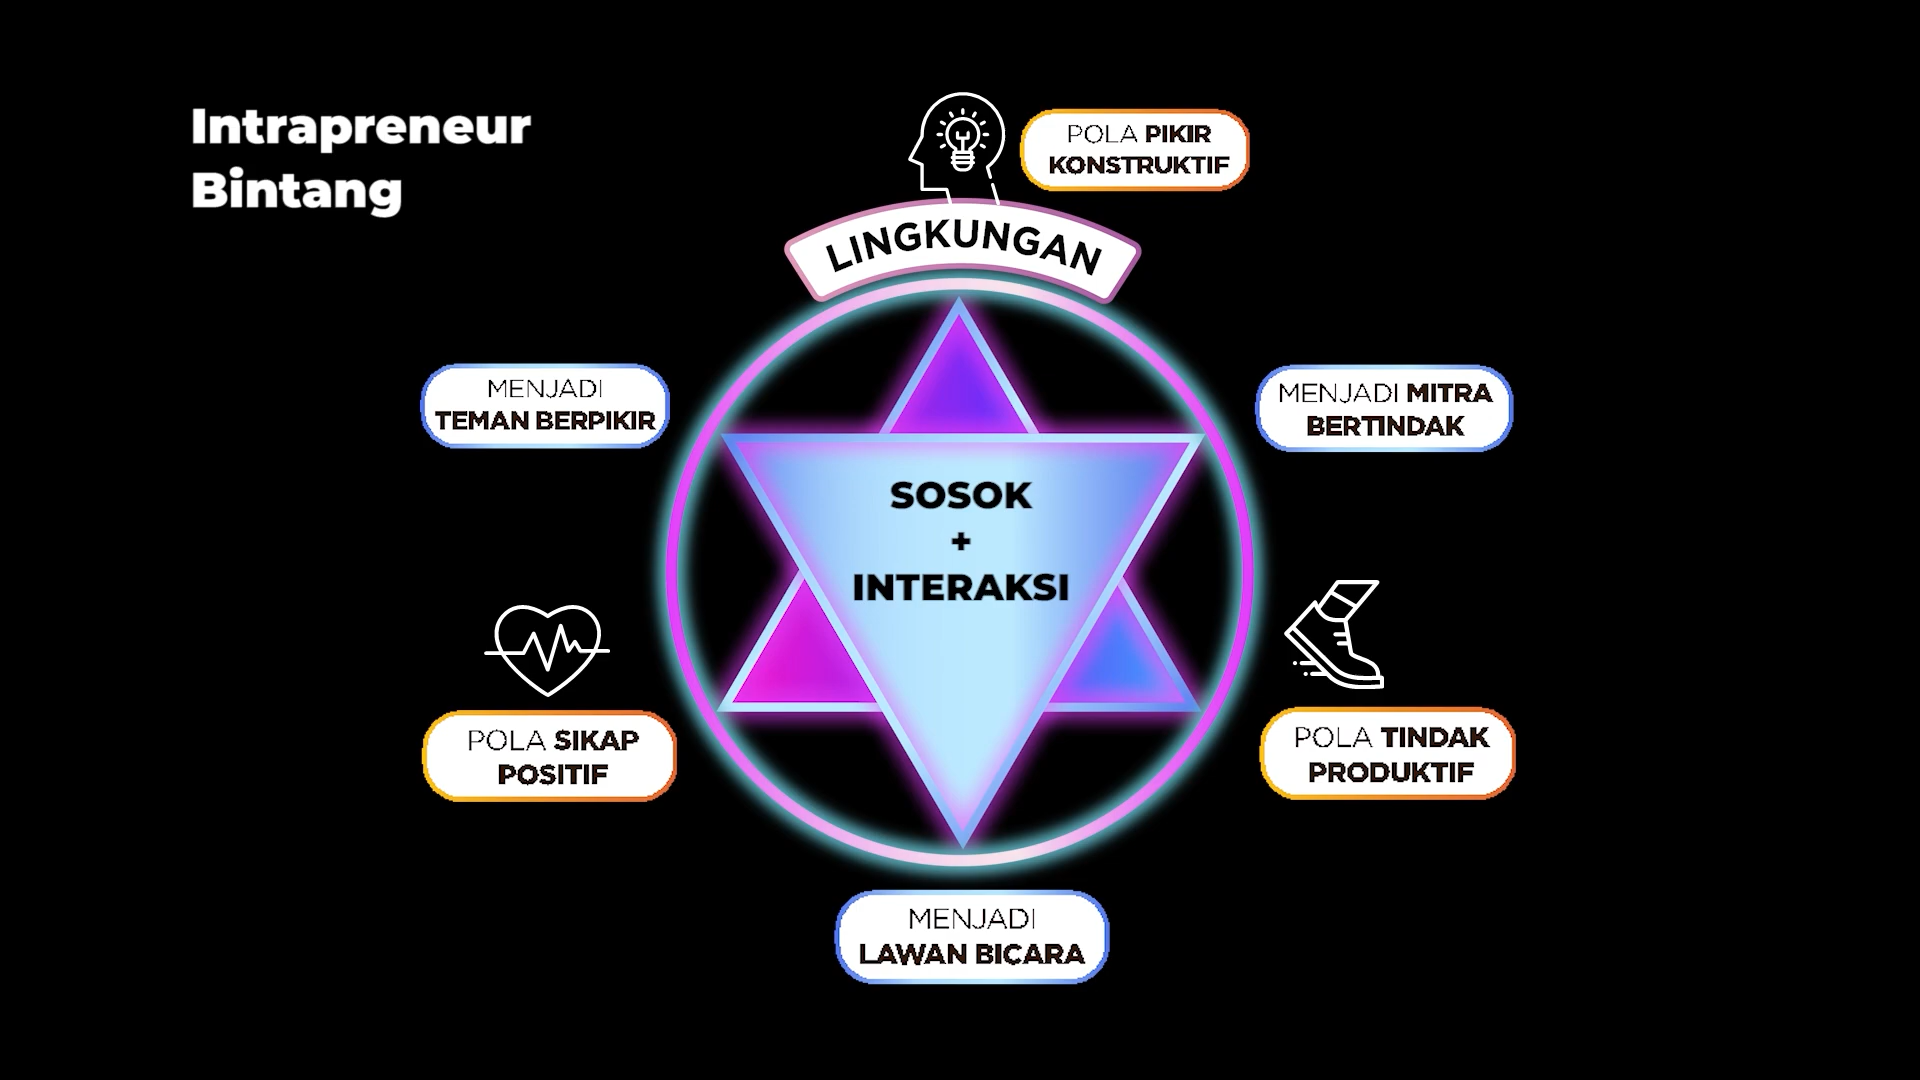 Intrapreneur
Bintang
POLA PIKIR
KONSTRUKTIF
LINGKUNGAN
MENJADI
TEMAN BERPIKIR
MENJADI MITRA
BERTINDAK
SOSOK
+
INTERAKSI
POLA SIKAP
POSITIF
POLA TINDAK
PRODUKTIF
MENJADI
LAWAN BICARA